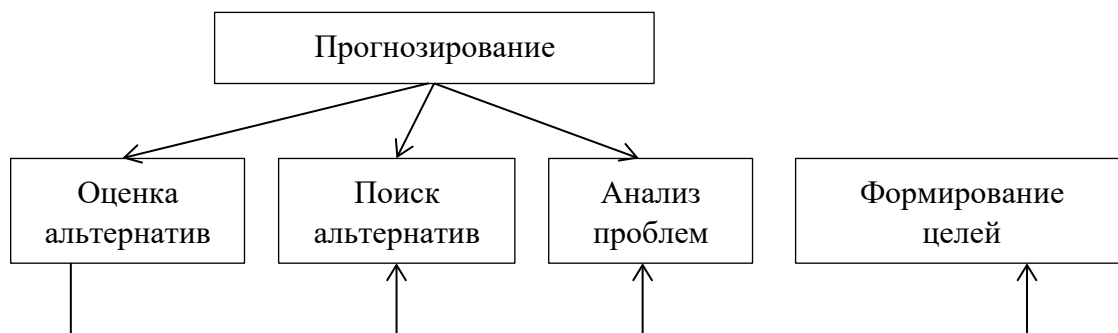 Прогнозирование
Оценка
альтернатив
Поиск
альтернатив
Анализ
проблем
Формирование
целей